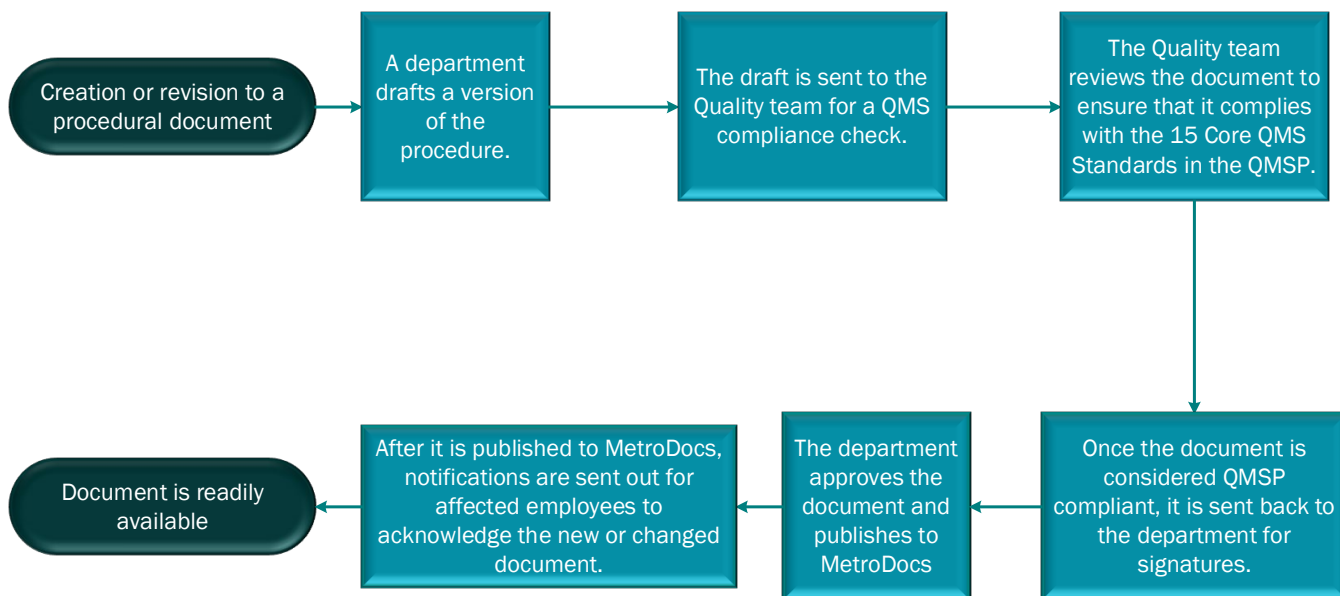 Creation or revision to a
procedural document
A department
drafts a version
of the
procedure.
The draft is sent to the
Quality team for a QMS
compliance check.
The Quality team
reviews the document to
ensure that it complies
with the 15 Core QMS
Standards in the QMSP.
Once the document is
considered QMSP
compliant, it is sent back to
the department for
signatures.
The department
approves the
document and
publishes to
MetroDocs
After it is published to MetroDocs,
notifications are sent out for
affected employees to
acknowledge the new or changed
document.
Document is readily
available